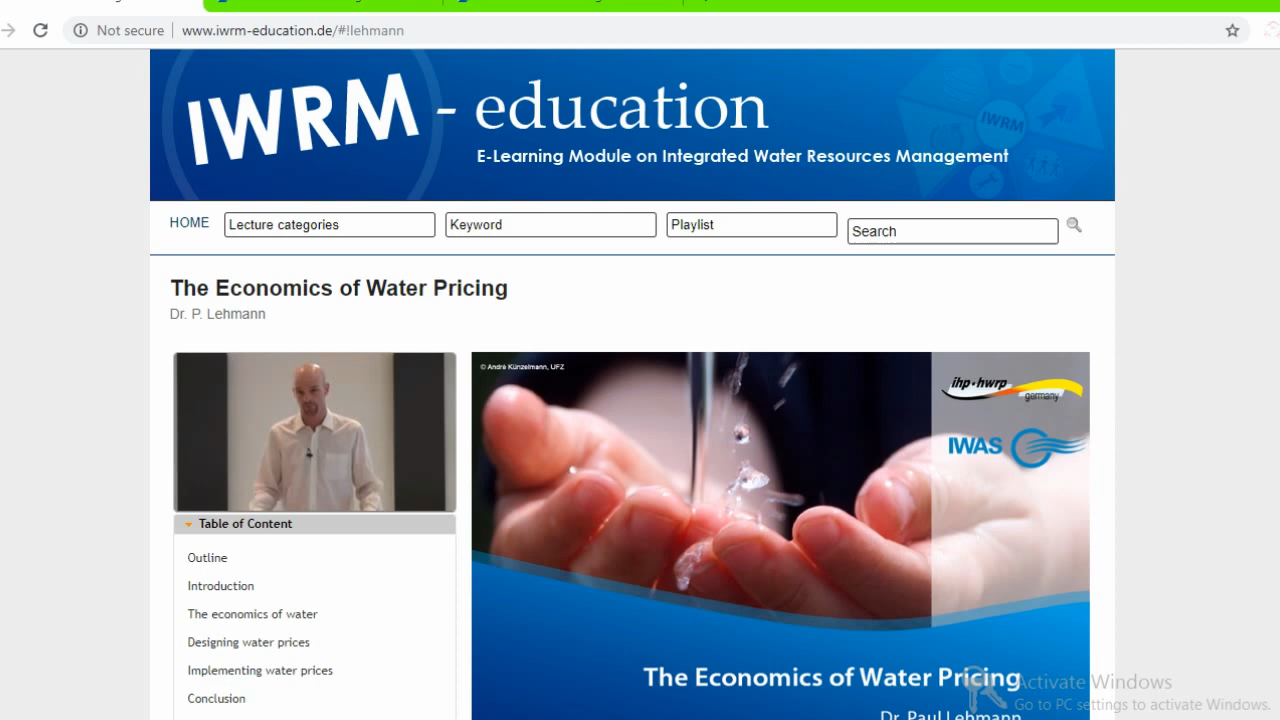 Not secure
www.iwrm-education.de/#!lehmann
IWRM - education
IWRM
E-Learning Module on Integrated Water Resources Management
HOME
Lecture categories
Keyword
Playlist
Search
The Economics of Water Pricing
Dr. P. Lehmann
© André Künzelmann, UFZ
ihp•hwrp
germany
IWAS
Table of Content
Outline
Introduction
The economics of water
Designing water prices
Implementing water prices
Conclusion
The Economics of Water Pricing
Dr. Paul Lehmann
Activate Windows
Go to PC settings to activate Windows.